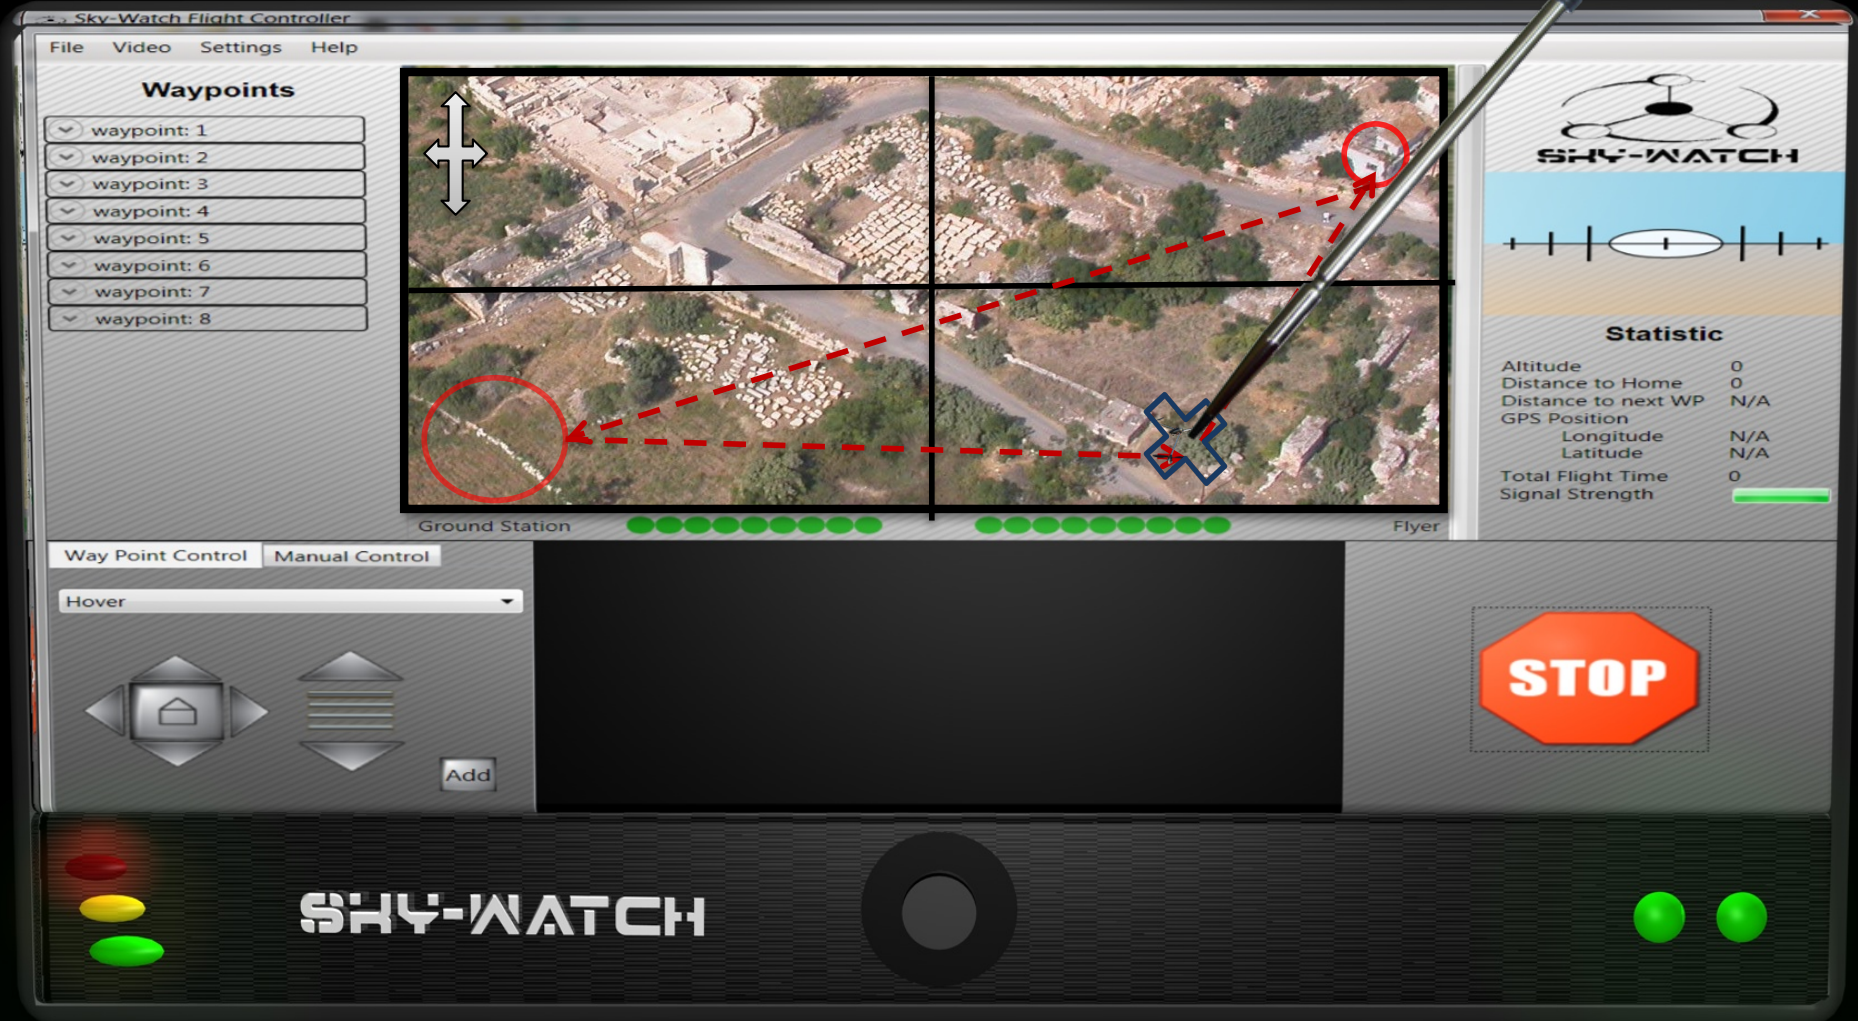 Sky-Watch Flight Controller
File Video Settings Help
Waypoints
waypoint: 1
waypoint: 2
waypoint: 3
waypoint: 4
waypoint: 5
waypoint: 6
waypoint: 7
waypoint: 8
SKY-WATCH
Statistic
Altitude 0
Distance to Home 0
Distance to next WP N/A
GPS Position
Longitude N/A
Latitude N/A
Total Flight Time 0
Signal Strength
Ground Station Flyer
Way Point Control Manual Control
Hover
Add
STOP
SKY-WATCH